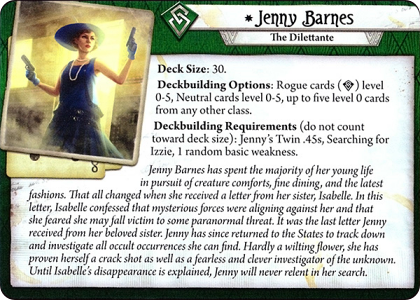 *Jenny Barnes
The Dilettante
Deck Size: 30.
Deckbuilding Options: Rogue cards ( ) level
0-5, Neutral cards level 0-5, up to five level 0 cards
from any other class.
Deckbuilding Requirements (do not count
toward deck size): Jenny's Twin .45s, Searching for
Izzie, 1 random basic weakness.
Jenny Barnes has spent the majority of her young life
in pursuit of creature comforts, fine dining, and the latest
fashions. That all changed when she received a letter from her sister, Isabelle. In this
letter, Isabelle confessed that mysterious forces were aligning against her and that
she feared she may fall victim to some paranormal threat. It was the last letter Jenny
received from her beloved sister. Jenny has since returned to the States to track down
and investigate all occult occurrences she can find. Hardly a wilting flower, she has
proven herself a crack shot as well as a fearless and clever investigator of the unknown.
Until Isabelle's disappearance is explained, Jenny will never relent in her search.
8